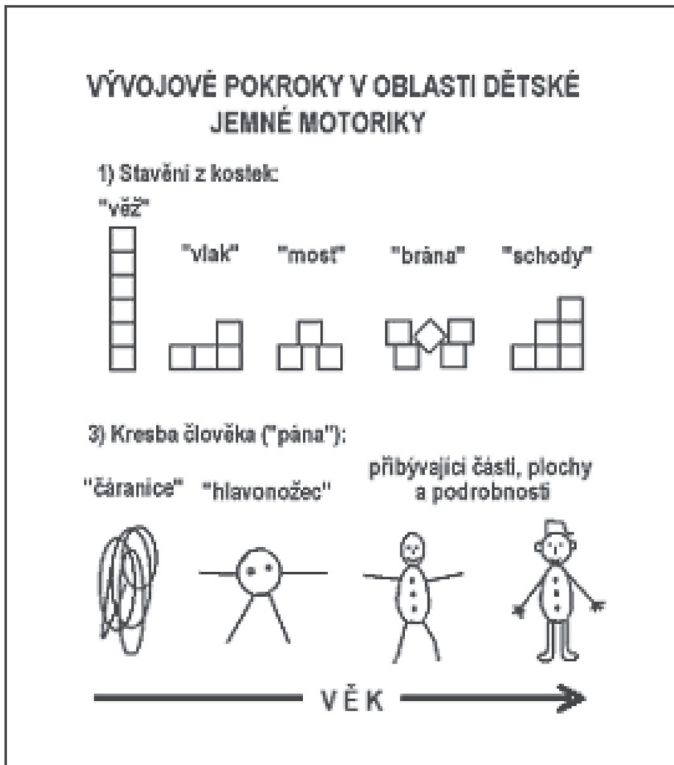 VÝVOJOVÉ POKROKY V OBLASTI DĚTSKÉ
JEMNÉ MOTORIKY
1) Stavění z kostek:
"věž"
"vlak" "most" "brána" "schody"
3) Kresba člověka ("pána"):
"čáranice" "hlavonožec" přibývající části, plochy
a podrobnosti
VĚK